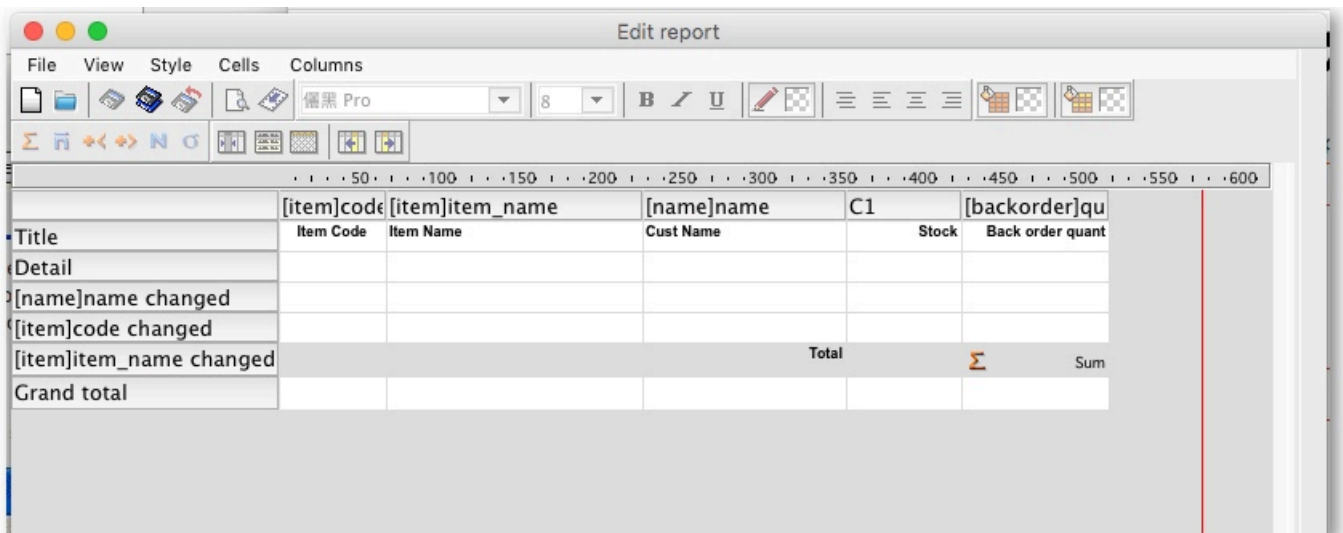 Edit report
File View Style Cells Columns
儷黑 Pro 8 B I U
Σ n N σ
50 100 150 200 250 300 350 400 450 500 550 600
[item]code [item]item_name [name]name C1 [backorder]qu
Title Item Code Item Name Cust Name Stock Back order quant
Detail
[name]name changed
[item]code changed
[item]item_name changed Total Σ Sum
Grand total